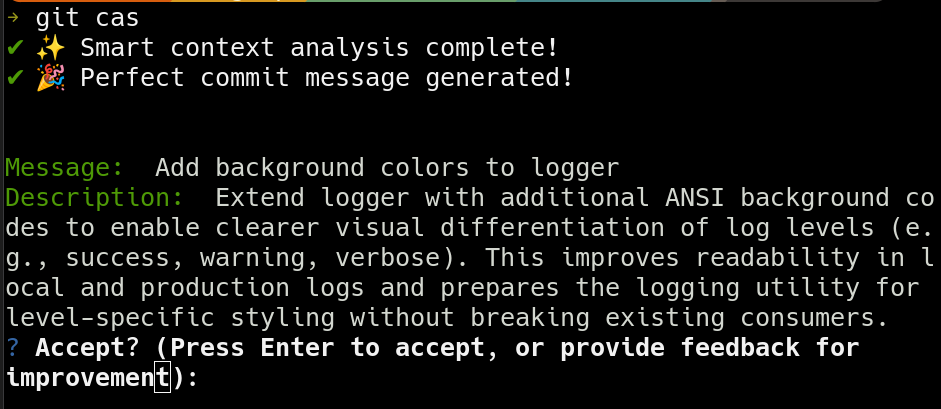 → git cas
✔ ✨ Smart context analysis complete!
✔ 🎉 Perfect commit message generated!
Message:  Add background colors to logger
Description:  Extend logger with additional ANSI background co
des to enable clearer visual differentiation of log levels (e.
g., success, warning, verbose). This improves readability in l
ocal and production logs and prepares the logging utility for
level-specific styling without breaking existing consumers.
? Accept? (Press Enter to accept, or provide feedback for
improvement):